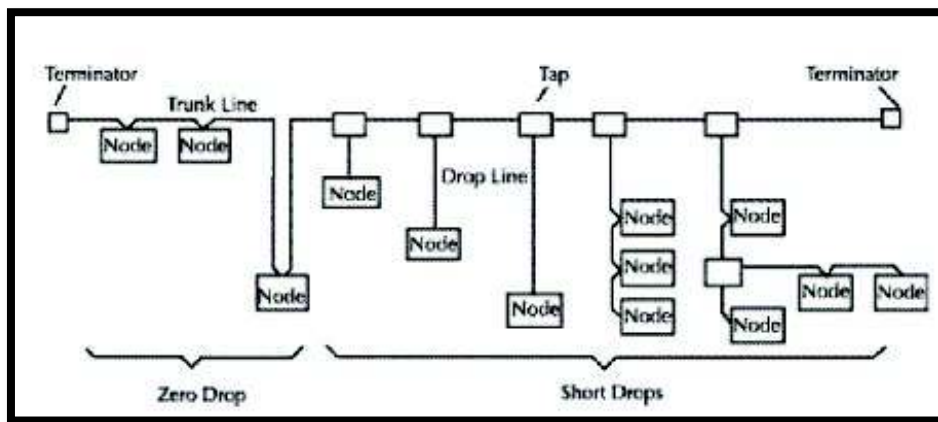 Terminator
Tap
Terminator
Trunk Line
Node
Node
Drop Line
Node
Node
Node
Node
Node
Node
Node
Node
Node
Node
Node
Node
Zero Drop
Short Drops